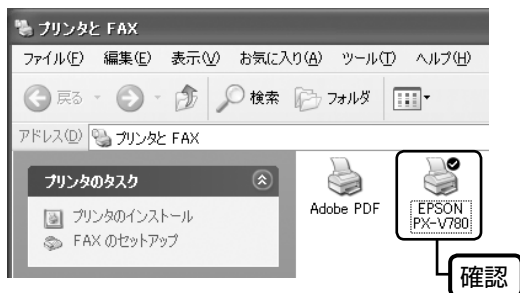 プリンタと FAX
ファイル(F) 編集(E) 表示(V) お気に入り(A) ツール(T) ヘルプ(H)
戻る 検索 フォルダ
アドレス(D) プリンタと FAX
プリンタのタスク
プリンタのインストール
FAX のセットアップ
Adobe PDF
EPSON
PX-V780
確認